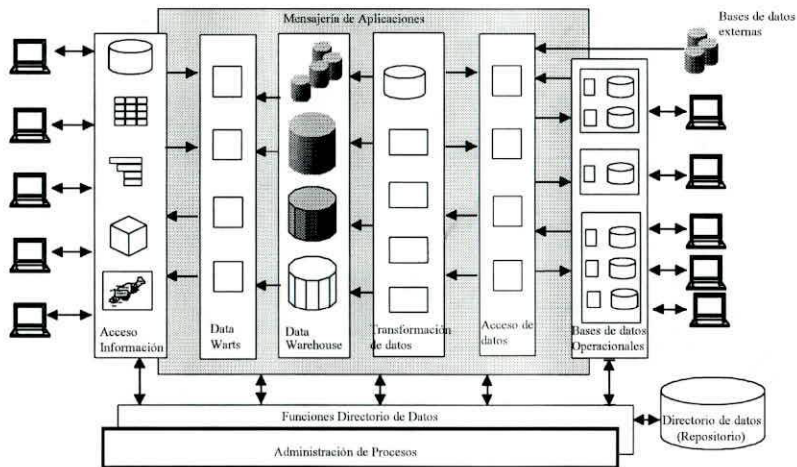 Mensajería de Aplicaciones
Bases de datos
externas
Acceso
Información
Data
Warts
Data
Warehouse
Transformación
de datos
Acceso de
datos
Bases de datos
Operacionales
Funciones Directorio de Datos
Administración de Procesos
Directorio de datos
(Repositorio)